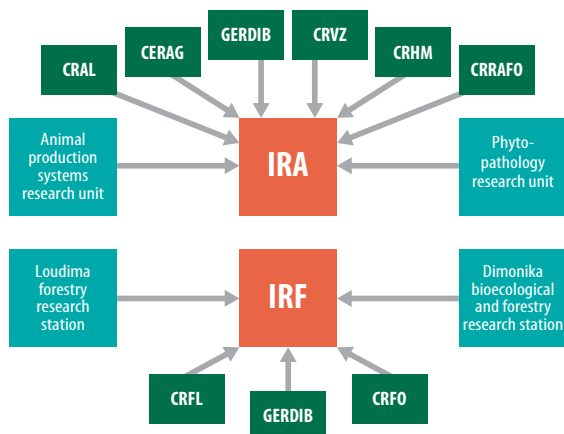 GERDIB
CRVZ
CERAG
CRHM
CRAL
CRRAFO
Animal
production
systems
research unit
IRA
Phyto-
pathology
research unit
Loudima
forestry
research
station
IRF
Dimonika
bioecological
and forestry
research station
CRFL
GERDIB
CRFO